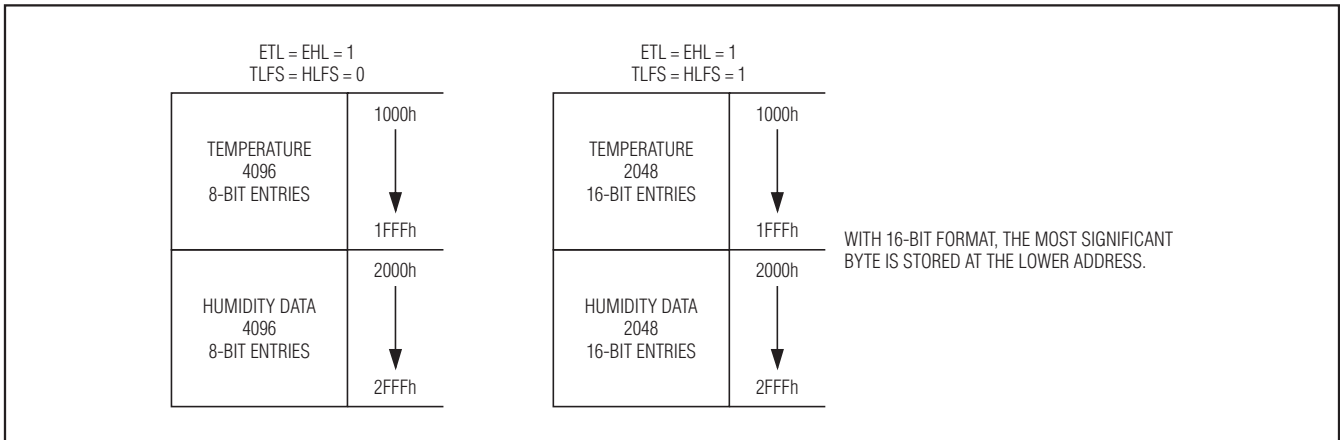 ETL = EHL = 1
TLFS = HLFS = 0
TEMPERATURE
4096
8-BIT ENTRIES
1000h
1FFFh
HUMIDITY DATA
4096
8-BIT ENTRIES
2000h
2FFFh
ETL = EHL = 1
TLFS = HLFS = 1
TEMPERATURE
2048
16-BIT ENTRIES
1000h
1FFFh
HUMIDITY DATA
2048
16-BIT ENTRIES
2000h
2FFFh
WITH 16-BIT FORMAT, THE MOST SIGNIFICANT
BYTE IS STORED AT THE LOWER ADDRESS.